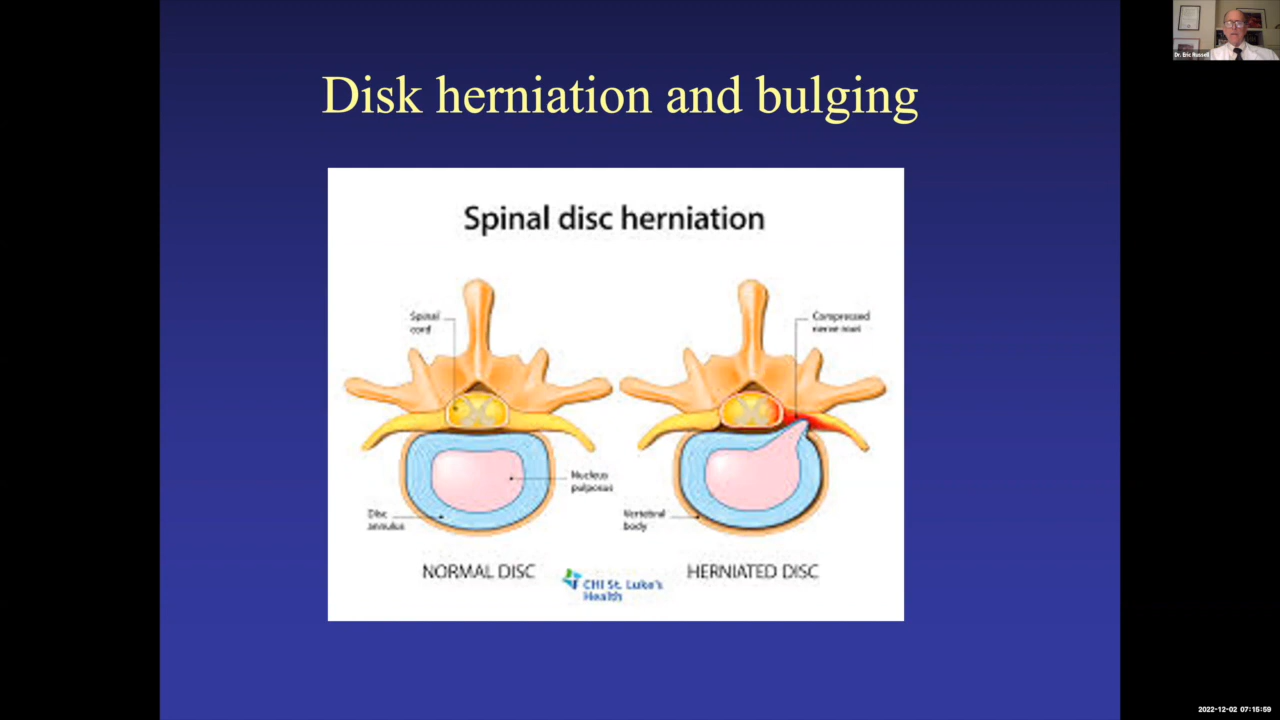 Disk herniation and bulging
Spinal disc herniation
Spinal
cord
Compressed
nerve root
Nucleus
pulposus
Disc
annulus
Vertebral
body
NORMAL DISC
HERNIATED DISC
CHI St. Luke's
Health
Dr. Eric Russell
2022-12-02 07:15:59